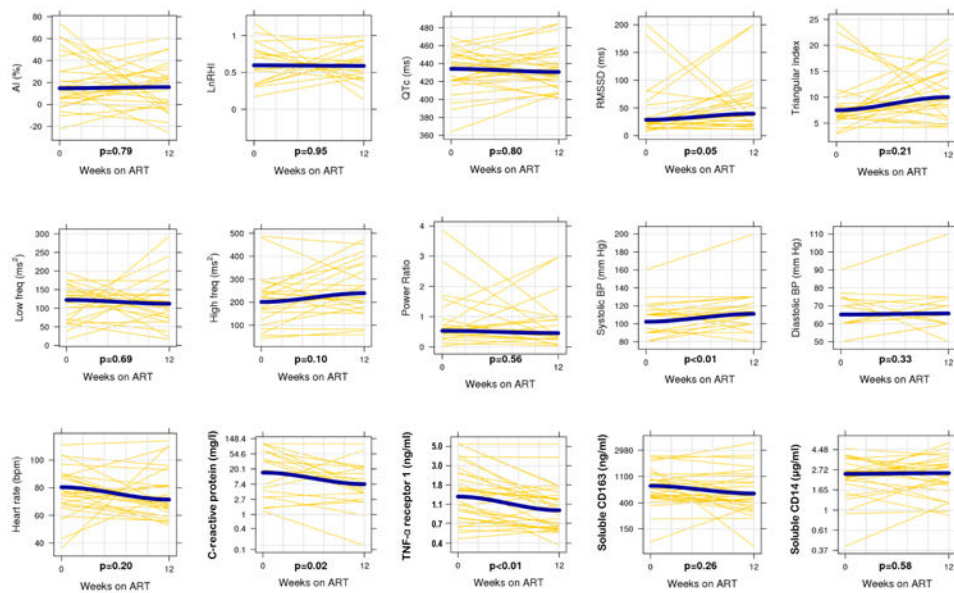 AI (%)
80
60
40
20
0
-20
0
12
p=0.79
Weeks on ART
LnRHI
1
0.5
0
0
12
p=0.95
Weeks on ART
QTc (ms)
480
460
440
420
400
380
360
0
12
p=0.80
Weeks on ART
RMSSD (ms)
200
150
100
50
0
0
12
p=0.05
Weeks on ART
Triangular Index
25
20
15
10
5
0
12
p=0.21
Weeks on ART
Low freq (ms²)
300
250
200
150
100
50
0
0
12
p=0.69
Weeks on ART
High freq (ms²)
500
400
300
200
100
0
12
p=0.10
Weeks on ART
Power Ratio
4
3
2
1
0
0
12
p=0.56
Weeks on ART
Systolic BP (mm Hg)
200
180
160
140
120
100
80
0
12
p<0.01
Weeks on ART
Diastolic BP (mm Hg)
110
100
90
80
70
60
50
0
12
p=0.33
Weeks on ART
Heart rate (bpm)
100
80
60
40
0
12
p=0.20
Weeks on ART
C-reactive protein (mg/l)
148.4
54.6
20.1
7.4
2.7
1
0.4
0.1
0
12
p=0.02
Weeks on ART
TNF-α receptor 1 (ng/ml)
5.0
3.0
1.8
1.1
0.7
0.4
0
12
p<0.01
Weeks on ART
Soluble CD163 (ng/ml)
2980
1100
400
150
0
12
p=0.26
Weeks on ART
Soluble CD14 (µg/ml)
4.48
2.72
1.65
1
0.61
0.37
0
12
p=0.58
Weeks on ART